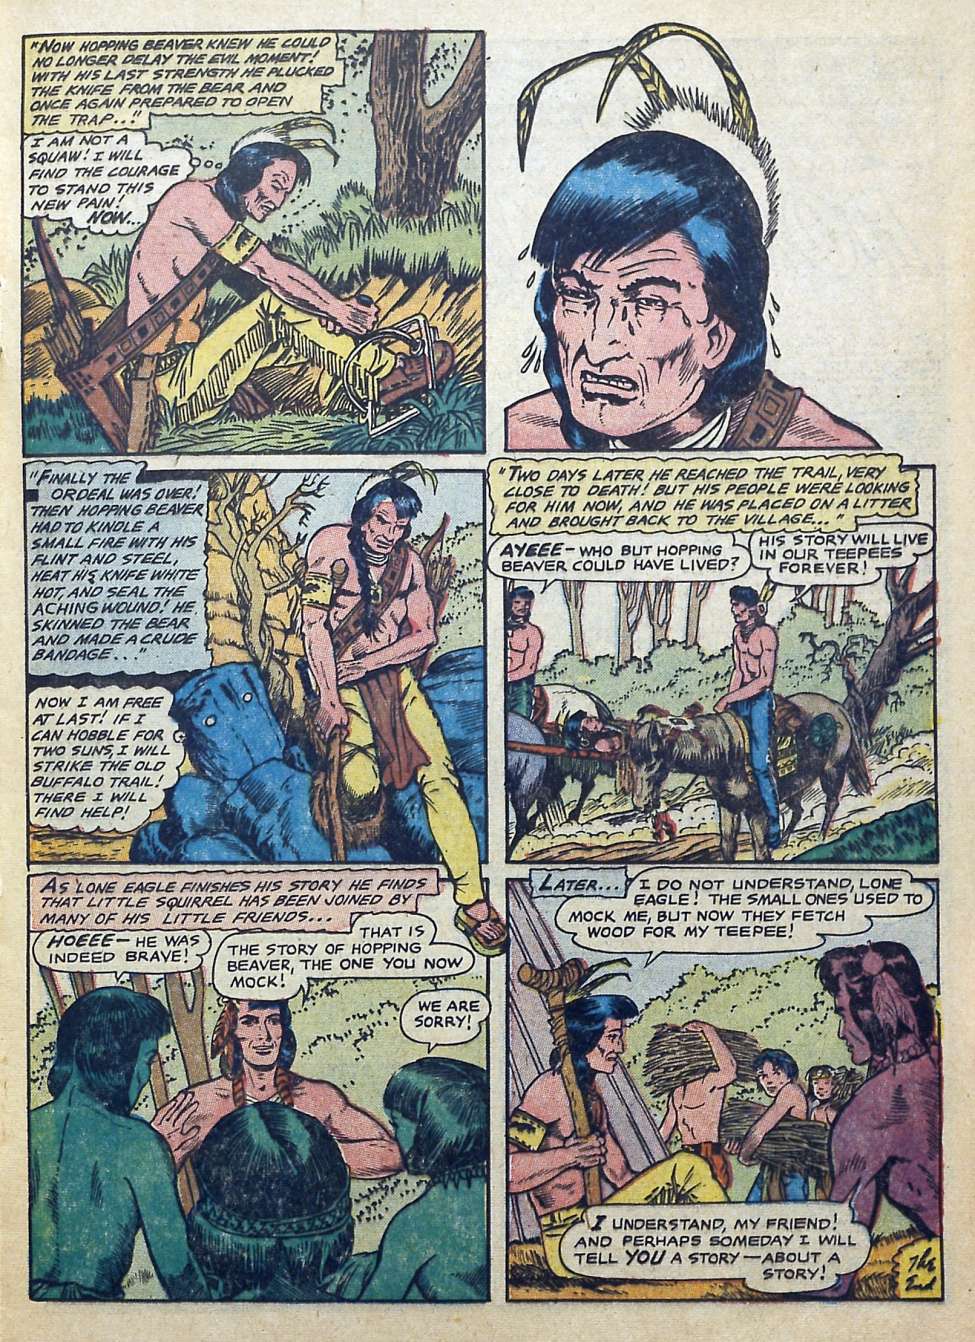 "NOW HOPPING BEAVER KNEW HE COULD
NO LONGER DELAY THE EVIL MOMENT!
WITH HIS LAST STRENGTH HE PLUCKED
THE KNIFE FROM THE BEAR AND
ONCE AGAIN PREPARED TO OPEN
THE TRAP..."
I AM NOT A
SQUAW! I WILL
FIND THE COURAGE
TO STAND THIS
NEW PAIN!
NOW...
"FINALLY THE
ORDEAL WAS OVER!
THEN HOPPING BEAVER
HAD TO KINDLE A
SMALL FIRE WITH HIS
FLINT AND STEEL,
HEAT HIS KNIFE WHITE
HOT, AND SEAL THE
ACHING WOUND! HE
SKINNED THE BEAR
AND MADE A CRUDE
BANDAGE..."
NOW I AM FREE
AT LAST! IF I
CAN HOBBLE FOR
TWO SUNS, I WILL
STRIKE THE OLD
BUFFALO TRAIL!
THERE I WILL
FIND HELP!
"TWO DAYS LATER HE REACHED THE TRAIL, VERY
CLOSE TO DEATH! BUT HIS PEOPLE WERE LOOKING
FOR HIM NOW, AND HE WAS PLACED ON A LITTER
AND BROUGHT BACK TO THE VILLAGE..."
AYEEE- WHO BUT HOPPING
BEAVER COULD HAVE LIVED?
HIS STORY WILL LIVE
IN OUR TEEPEES
FOREVER!
AS LONE EAGLE FINISHES HIS STORY HE FINDS
THAT LITTLE SQUIRREL HAS BEEN JOINED BY
MANY OF HIS LITTLE FRIENDS...
HOEEE- HE WAS
INDEED BRAVE!
THAT IS
THE STORY OF HOPPING
BEAVER, THE ONE YOU NOW
MOCK!
WE ARE
SORRY!
LATER...
I DO NOT UNDERSTAND, LONE
EAGLE! THE SMALL ONES USED TO
MOCK ME, BUT NOW THEY FETCH
WOOD FOR MY TEEPEE!
I UNDERSTAND, MY FRIEND!
AND PERHAPS SOMEDAY I WILL
TELL YOU A STORY-ABOUT A
STORY!
The
End